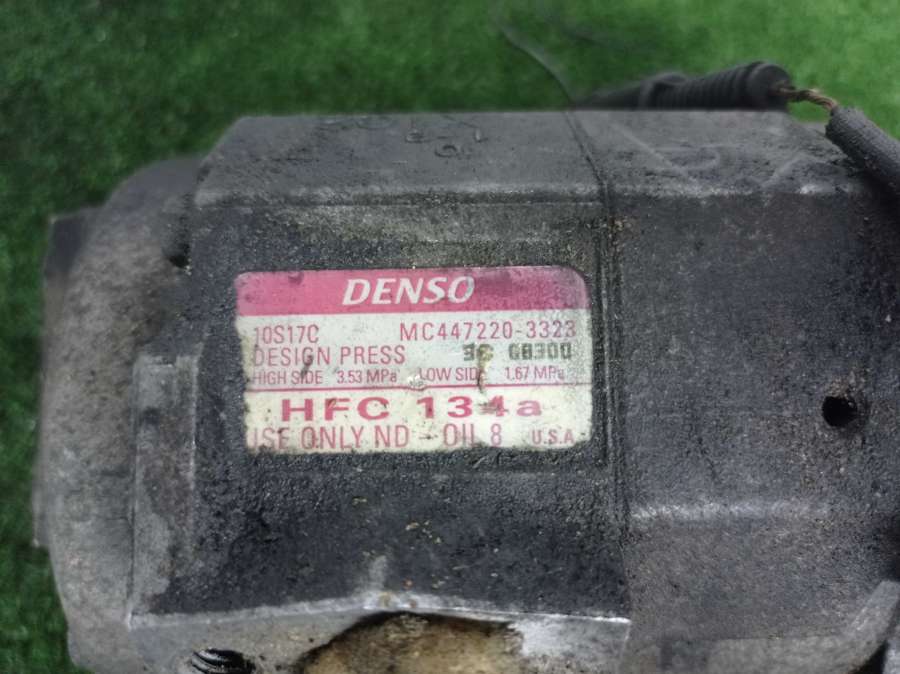 DENSO
10S17C MC447220-3323
DESIGN PRESS
HIGH SIDE 3.53 MPa LOW SIDE 1.67 MPa
HFC 134a
USE ONLY ND-OIL 8 U.S.A.